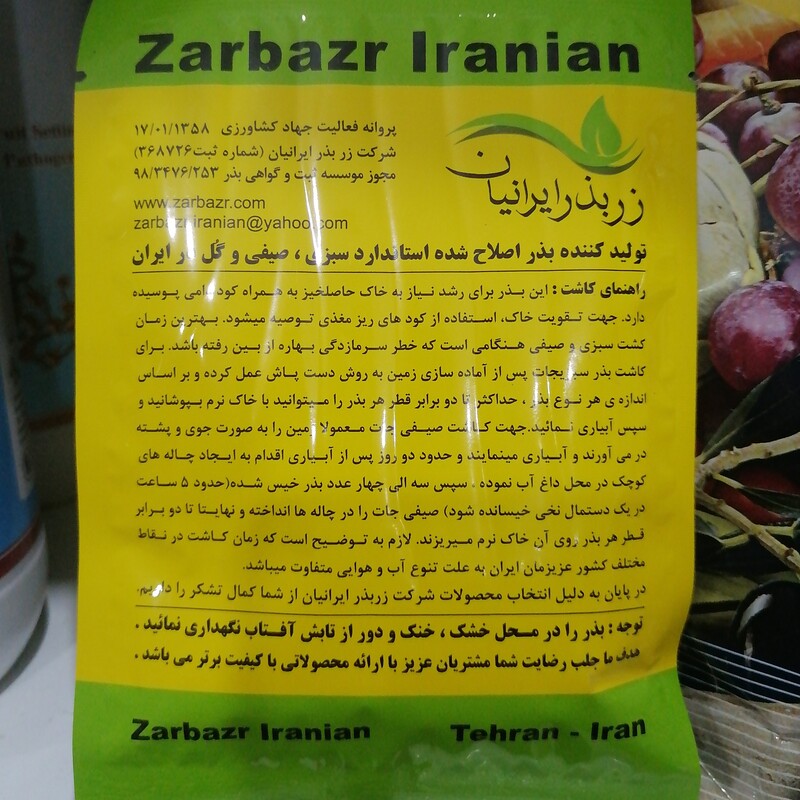 Zarbazr Iranian
پروانه فعالیت جهاد کشاورزی ۱۷/۰۱/۱۳۵۸
شرکت زر بذر ایرانیان (شماره ثبت۳۶۸۷۲۶)
مجوز موسسه ثبت و گواهی بذر ۹۸/۳۴۷۶/۲۵۳
www.zarbazr.com
zarbazriranian@yahoo.com
زر بذر ایرانیان
تولید کننده بذر اصلاح شده استاندارد سبزی ، صیفی و گل در ایران
راهنمای کاشت : این بذر برای رشد نیاز به خاک حاصلخیز به همراه کود دامی پوسیده
دارد. جهت تقویت خاک، استفاده از کود های ریز مغذی توصیه میشود. بهترین زمان
کشت سبزی و صیفی هنگامی است که خطر سرمازدگی بهاره از بین رفته باشد. برای
کاشت بذر سبزیجات پس از آماده سازی زمین به روش دست پاش عمل کرده و بر اساس
اندازه ی هر نوع بذر ، حداکثر تا دو برابر قطر هر بذر را میتوانید با خاک نرم بپوشانید و
سپس آبیاری نمائید.جهت کاشت صیفی جات معمولا زمین را به صورت جوی و پشته
در می آورند و آبیاری مینمایند و حدود دو روز پس از آبیاری اقدام به ایجاد چاله های
کوچک در محل داغ آب نموده . سپس سه الی چهار عدد بذر خیس شده(حدود ۵ ساعت
در یک دستمال نخی خیسانده شود) صیفی جات را در چاله ها انداخته و نهایتا تا دو برابر
قطر هر بذر روی آن خاک نرم میریزند. لازم به توضیح است که زمان کاشت در نقاط
مختلف کشور عزیزمان ایران به علت تنوع آب و هوایی متفاوت میباشد.
در پایان به دلیل انتخاب محصولات شرکت زربذر ایرانیان از شما کمال تشکر را داریم.
توجه : بذر را در محل خشک ، خنک و دور از تابش آفتاب نگهداری نمائید .
هدف ما جلب رضایت شما مشتریان عزیز با ارائه محصولاتی با کیفیت برتر می باشد .
Zarbazr Iranian Tehran - Iran